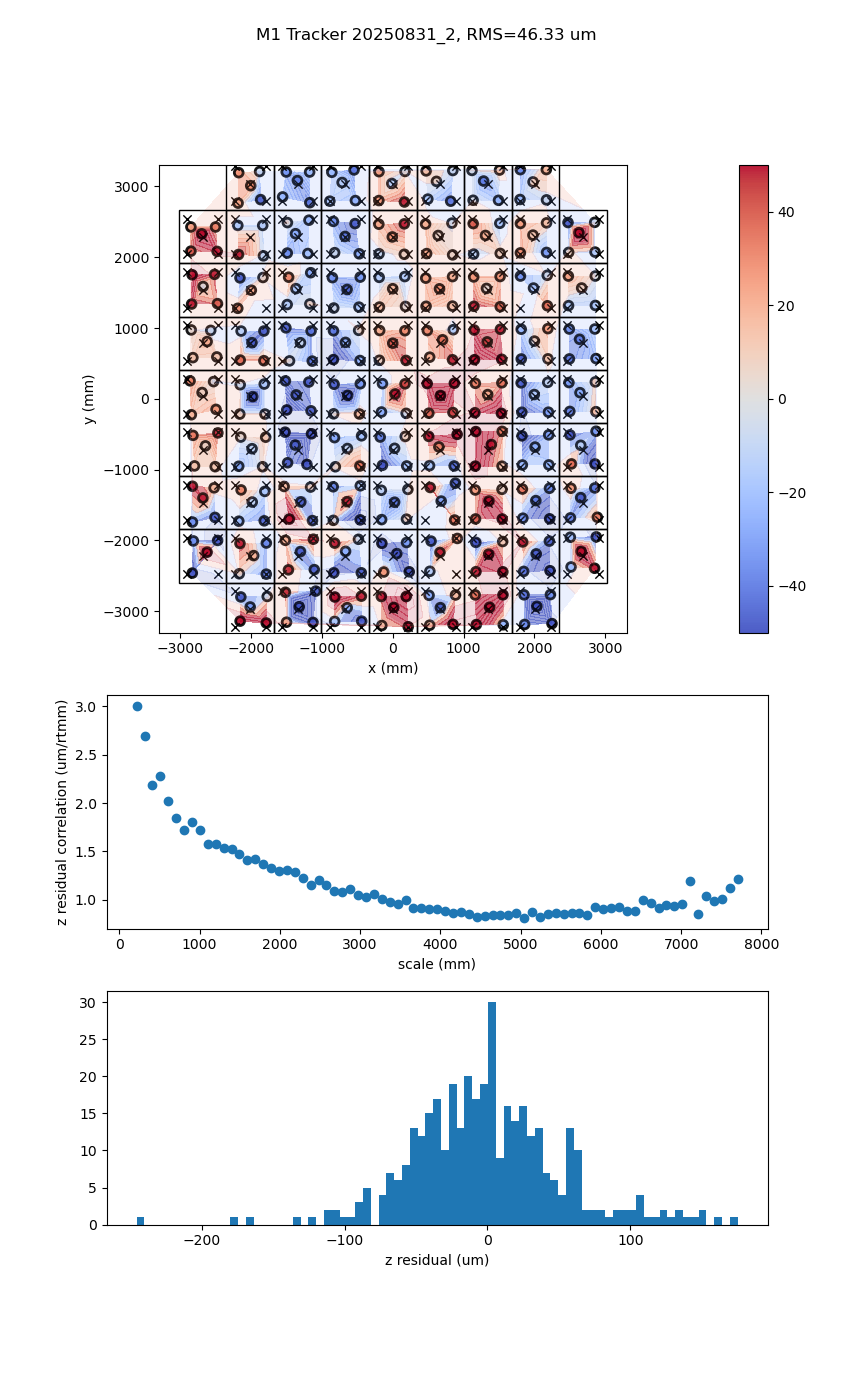 M1 Tracker 20250831_2, RMS=46.33 um
3000
2000
1000
0
−1000
−2000
−3000
y (mm)
−3000 −2000 −1000 0 1000 2000 3000
x (mm)
40
20
0
−20
−40
3.0
2.5
2.0
1.5
1.0
z residual correlation (um/rtmm)
0 1000 2000 3000 4000 5000 6000 7000 8000
scale (mm)
30
25
20
15
10
5
0
−200 −100 0 100
z residual (um)